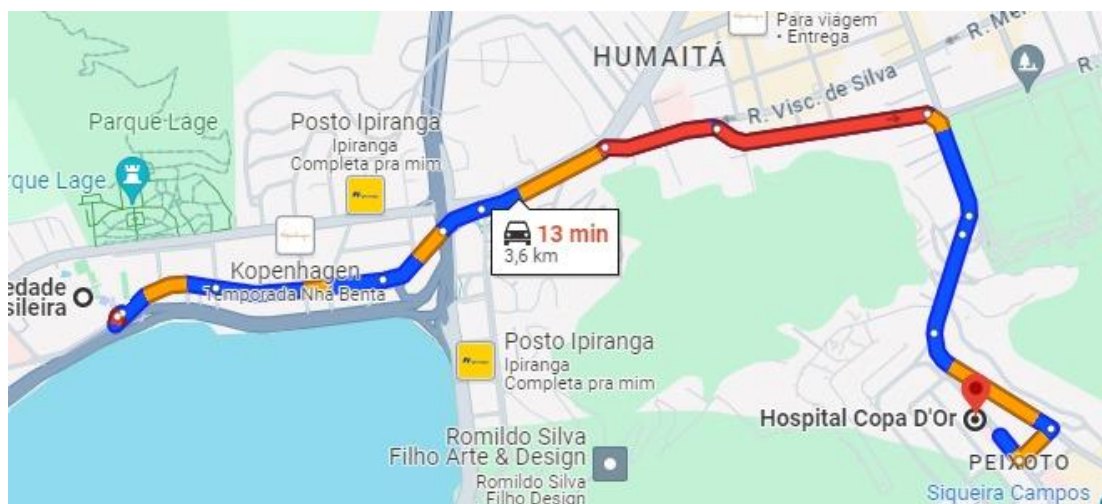 Para viagem
• Entrega
HUMAITÁ
R. Visc. de Silva
Parque Lage
Posto Ipiranga
Ipiranga
Completa pra mim
rque Lage
13 min
3,6 km
Kopenhagen
Temporada Nhá Benta
edade
sileira
Posto Ipiranga
Ipiranga
Completa pra mim
Hospital Copa D'Or
Romildo Silva
Filho Arte & Design
Romildo Silva
Filho Design
PEIXOTO
Siqueira Campos